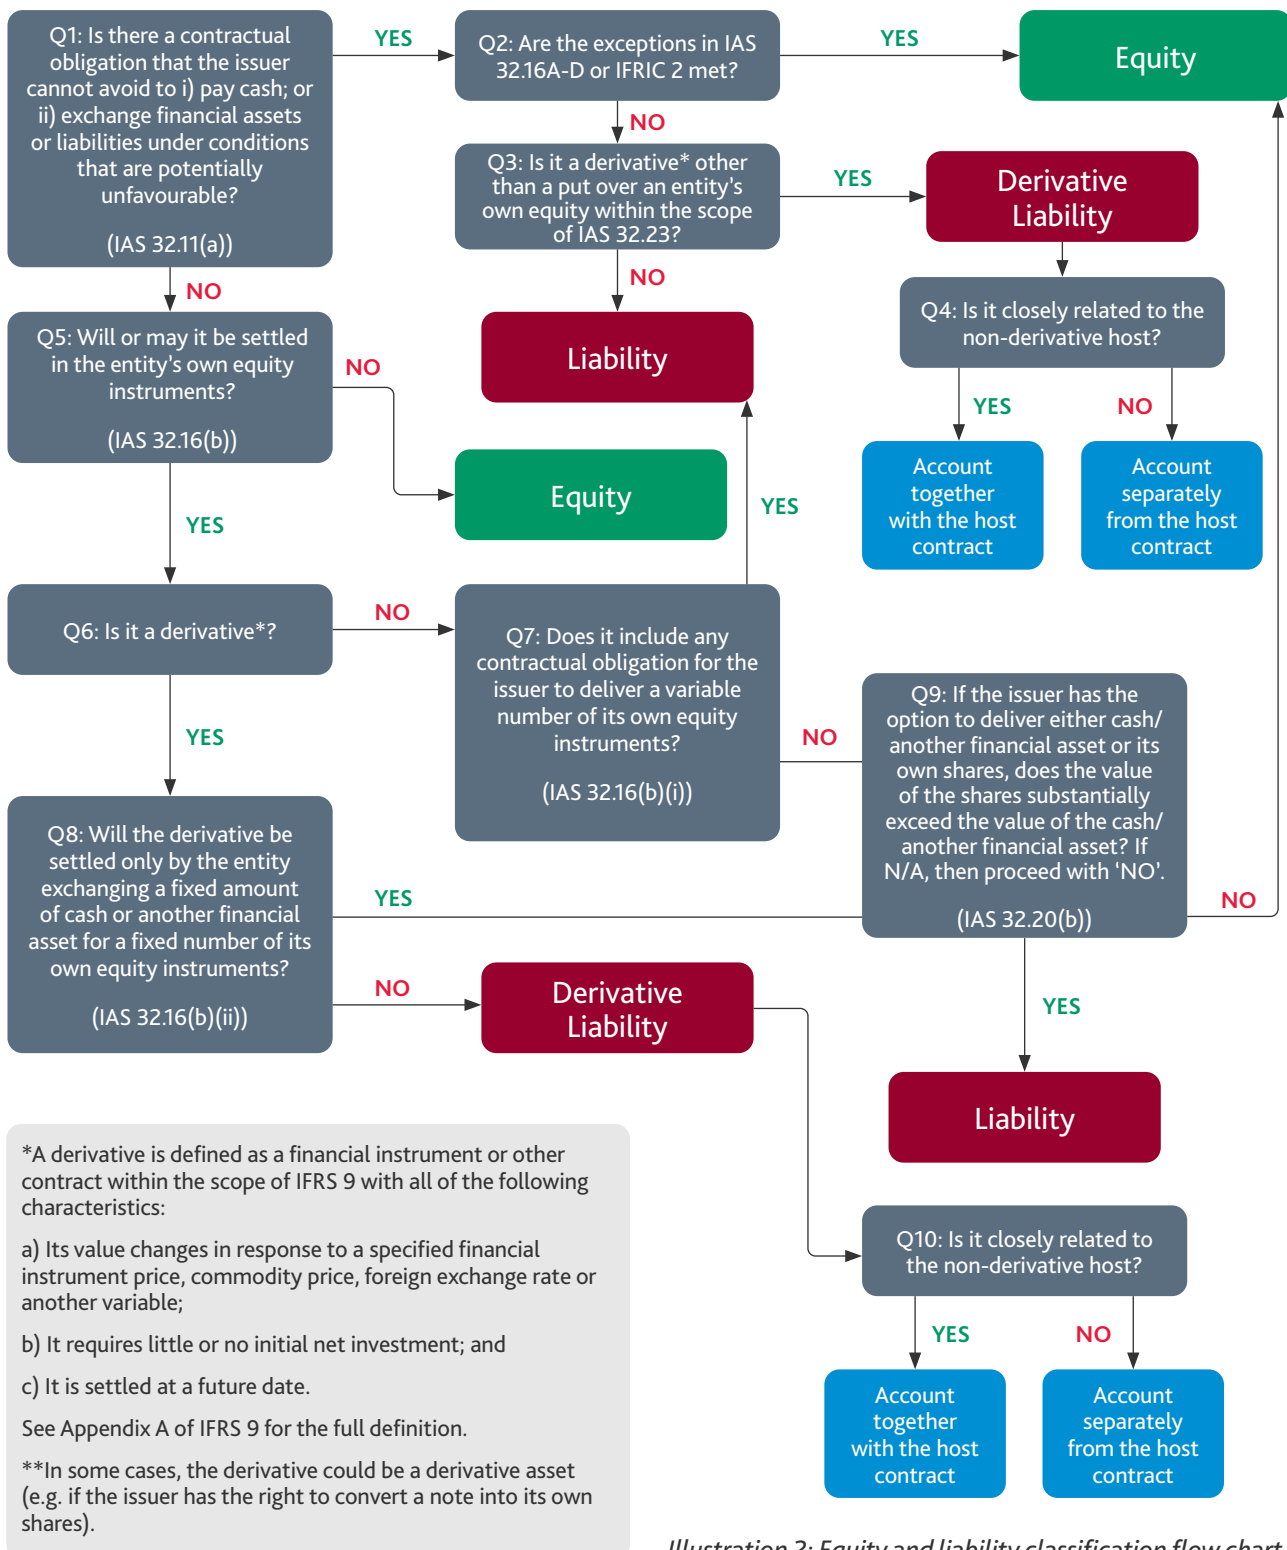 Q1: Is there a contractual
obligation that the issuer
cannot avoid to i) pay cash; or
ii) exchange financial assets
or liabilities under conditions
that are potentially
unfavourable?
(IAS 32.11(a))
YES
Q2: Are the exceptions in IAS
32.16A-D or IFRIC 2 met?
YES
Equity
NO
Q3: Is it a derivative* other
than a put over an entity's
own equity within the scope
of IAS 32.23?
YES
Derivative
Liability
NO
NO
Q4: Is it closely related to the
non-derivative host?
Q5: Will or may it be settled
in the entity's own equity
instruments?
(IAS 32.16(b))
NO
Liability
YES
NO
Account
together
with the host
contract
Account
separately
from the host
contract
Equity
YES
YES
Q6: Is it a derivative*?
NO
Q7: Does it include any
contractual obligation for the
issuer to deliver a variable
number of its own equity
instruments?
(IAS 32.16(b)(i))
NO
Q9: If the issuer has the
option to deliver either cash/
another financial asset or its
own shares, does the value
of the shares substantially
exceed the value of the cash/
another financial asset? If
N/A, then proceed with 'NO'.
(IAS 32.20(b))
NO
YES
Q8: Will the derivative be
settled only by the entity
exchanging a fixed amount
of cash or another financial
asset for a fixed number of its
own equity instruments?
(IAS 32.16(b)(ii))
YES
NO
Derivative
Liability
YES
Liability
Q10: Is it closely related to
the non-derivative host?
YES
NO
Account
together
with the host
contract
Account
separately
from the host
contract
*A derivative is defined as a financial instrument or other
contract within the scope of IFRS 9 with all of the following
characteristics:
a) Its value changes in response to a specified financial
instrument price, commodity price, foreign exchange rate or
another variable;
b) It requires little or no initial net investment; and
c) It is settled at a future date.
See Appendix A of IFRS 9 for the full definition.
**In some cases, the derivative could be a derivative asset
(e.g. if the issuer has the right to convert a note into its own
shares).
Illustration 2: Equity and liability classification flow chart